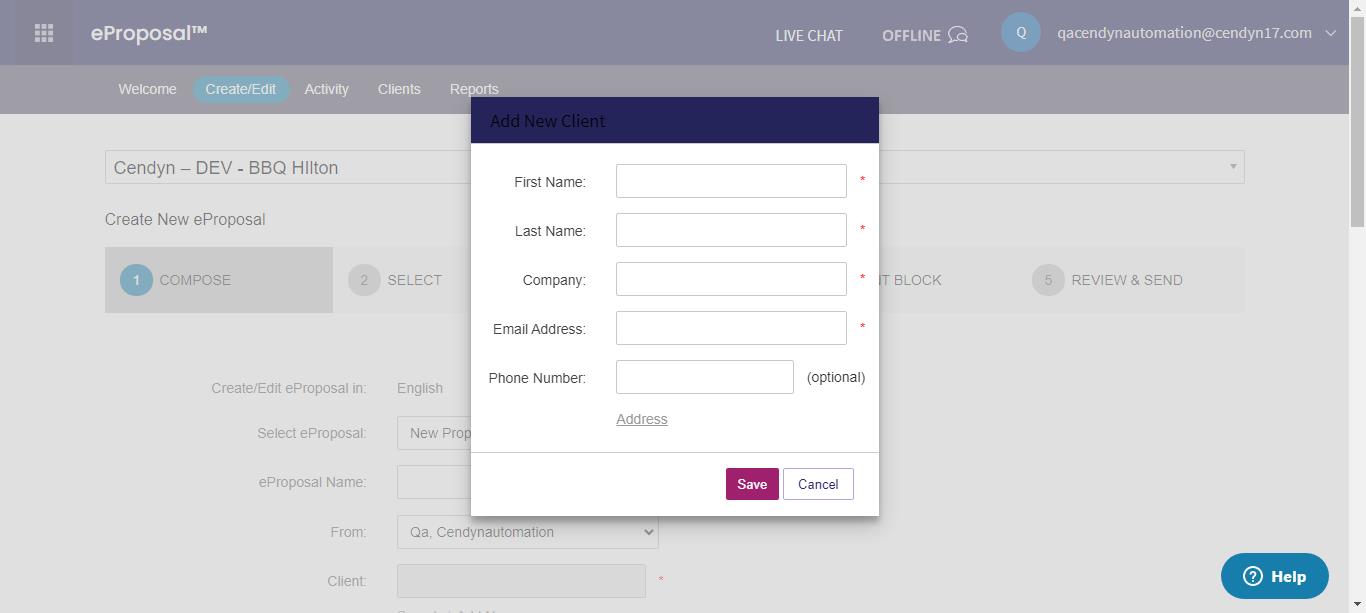 eProposal™
LIVE CHAT
OFFLINE
Q
qacendynautomation@cendyn17.com
Welcome
Create/Edit
Activity
Clients
Reports
Add New Client
Cendyn – DEV - BBQ HIlton
First Name:
*
Last Name:
*
Company:
*
Email Address:
*
Phone Number:
(optional)
Address
Save
Cancel
Create New eProposal
1 COMPOSE
2 SELECT
BLOCK
5 REVIEW & SEND
Create/Edit eProposal in:
English
Select eProposal:
New
eProposal Name:
From:
Qa, Cendynautomation
Client:
*
? Help